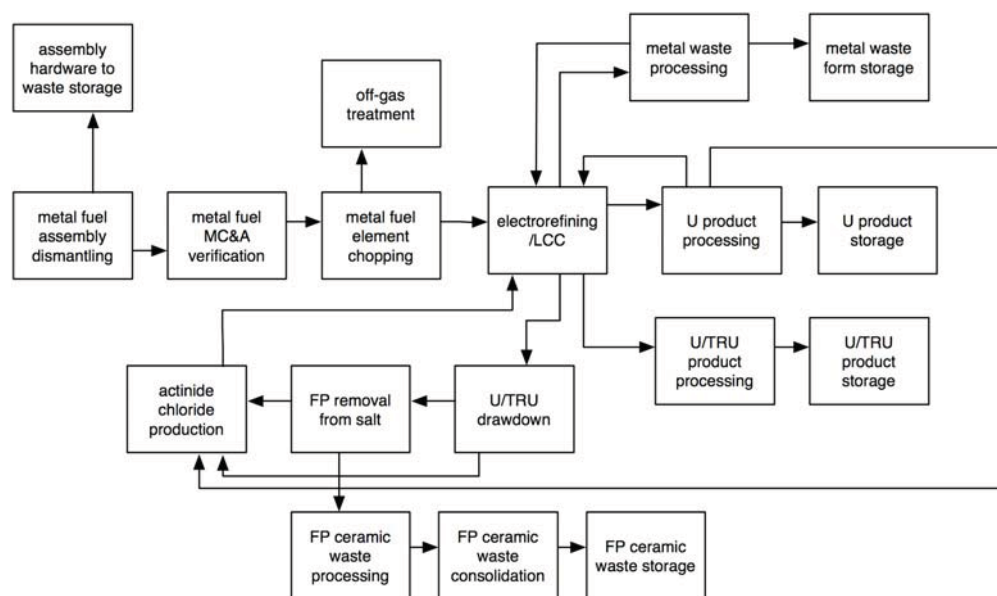 assembly
hardware to
waste storage
off-gas
treatment
metal waste
processing
metal waste
form storage
metal fuel
assembly
dismantling
metal fuel
MC&A
verification
metal fuel
element
chopping
electrorefining
/LCC
U product
processing
U product
storage
U/TRU
product
processing
U/TRU
product
storage
actinide
chloride
production
FP removal
from salt
U/TRU
drawdown
FP ceramic
waste
processing
FP ceramic
waste
consolidation
FP ceramic
waste storage